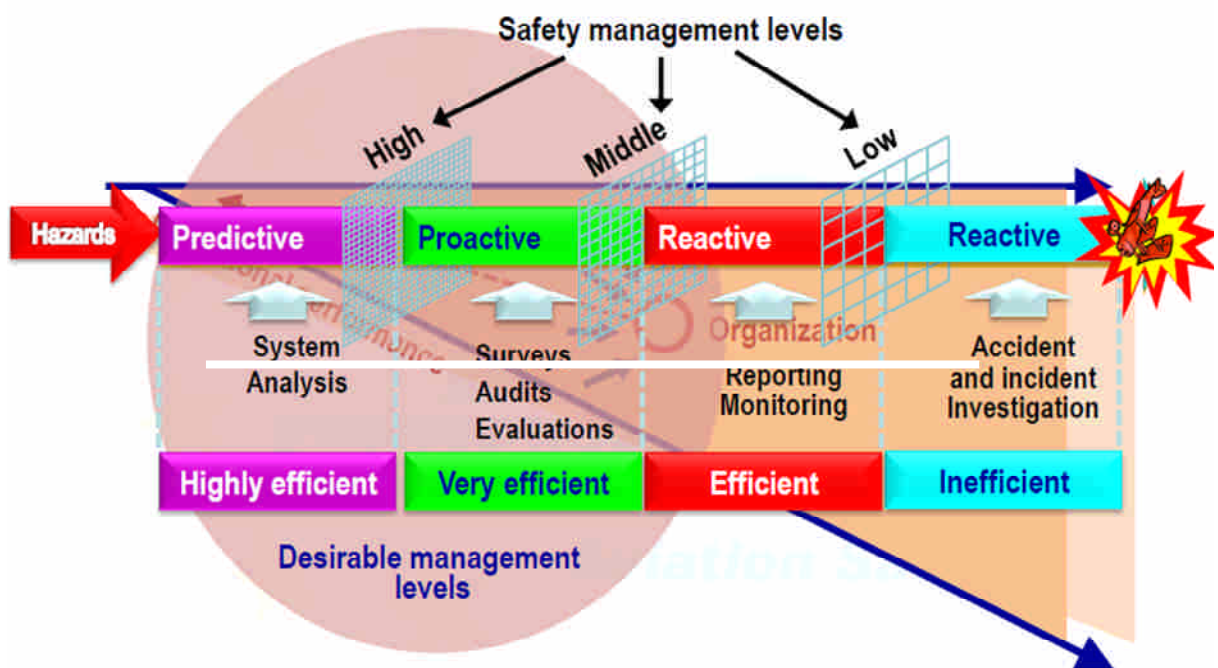 Safety management levels
High
Middle
Low
Hazards
Predictive
Proactive
Reactive
Reactive
Organization
System
Analysis
Surveys
Audits
Evaluations
Reporting
Monitoring
Accident
and incident
Investigation
Highly efficient
Very efficient
Efficient
Inefficient
Desirable management
levels